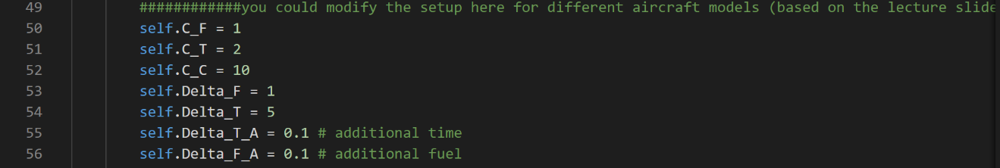 49 ############you could modify the setup here for different aircraft models (based on the lecture slide
50 self.C_F = 1
51 self.C_T = 2
52 self.C_C = 10
53 self.Delta_F = 1
54 self.Delta_T = 5
55 self.Delta_T_A = 0.1 # additional time
56 self.Delta_F_A = 0.1 # additional fuel